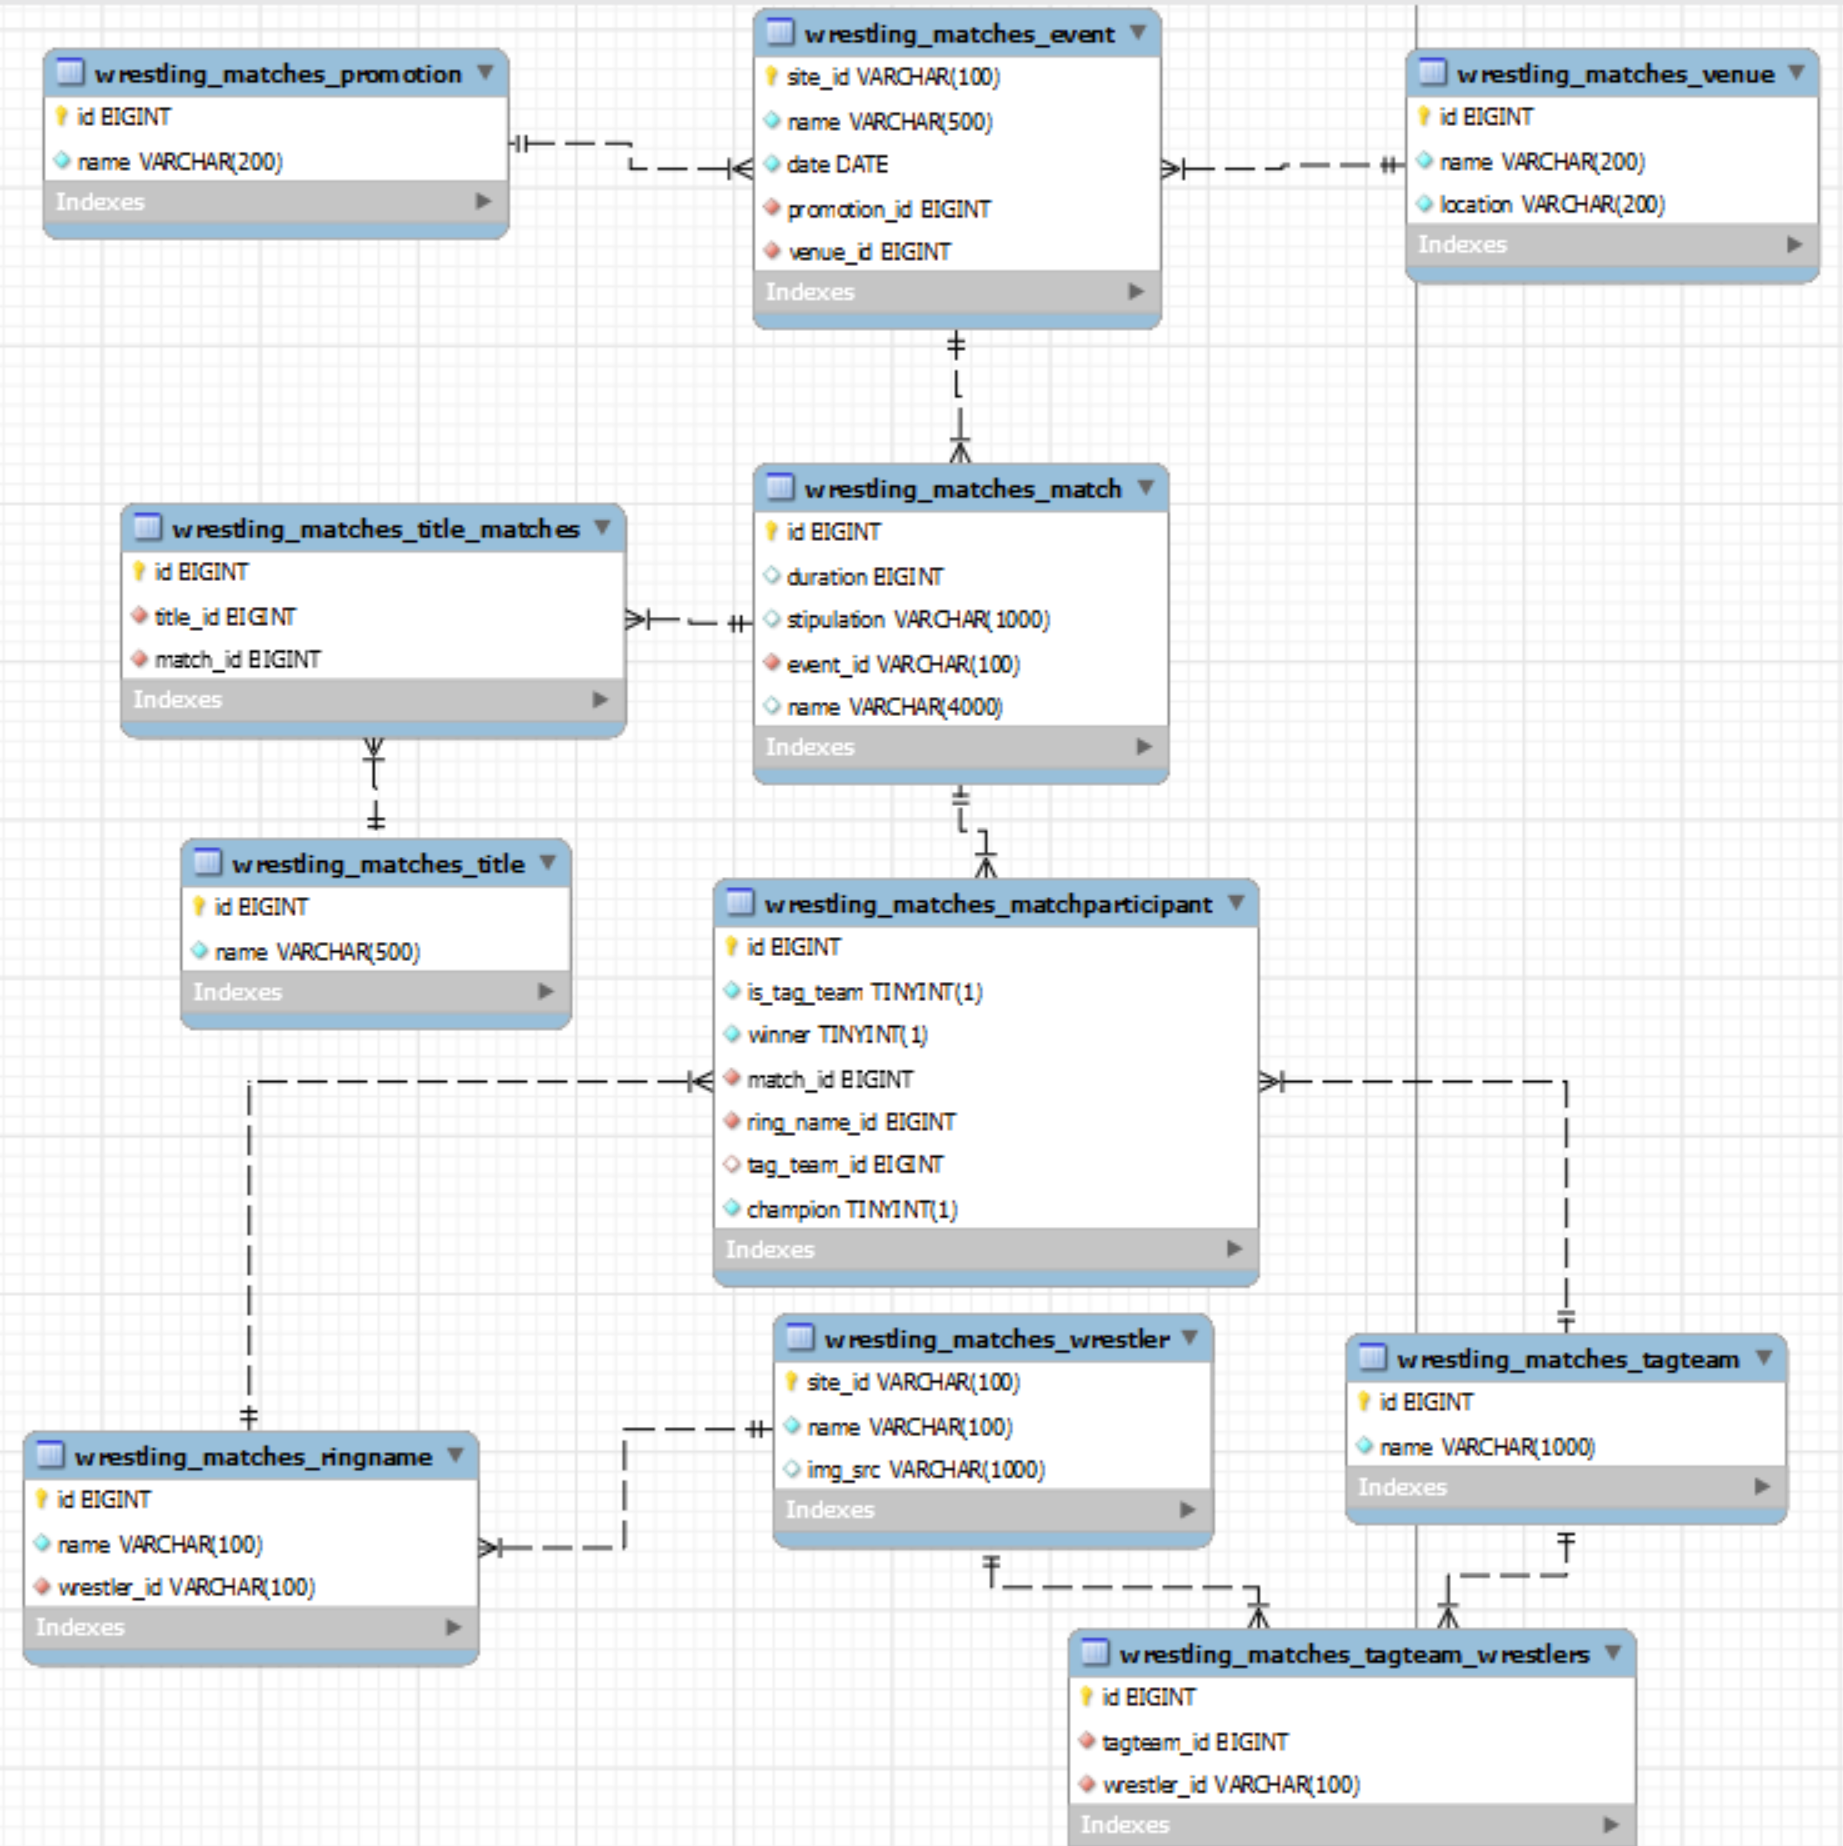 wrestling_matches_promotion
id BIGINT
name VARCHAR(200)
Indexes
wrestling_matches_event
site_id VARCHAR(100)
name VARCHAR(500)
date DATE
promotion_id BIGINT
venue_id BIGINT
Indexes
wrestling_matches_venue
id BIGINT
name VARCHAR(200)
location VARCHAR(200)
Indexes
wrestling_matches_title_matches
id BIGINT
title_id BIGINT
match_id BIGINT
Indexes
wrestling_matches_match
id BIGINT
duration BIGINT
stipulation VARCHAR(1000)
event_id VARCHAR(100)
name VARCHAR(4000)
Indexes
wrestling_matches_title
id BIGINT
name VARCHAR(500)
Indexes
wrestling_matches_matchparticipant
id BIGINT
is_tag_team TINYINT(1)
winner TINYINT(1)
match_id BIGINT
ring_name_id BIGINT
tag_team_id BIGINT
champion TINYINT(1)
Indexes
wrestling_matches_wrestler
site_id VARCHAR(100)
name VARCHAR(100)
img_src VARCHAR(1000)
Indexes
wrestling_matches_tagteam
id BIGINT
name VARCHAR(1000)
Indexes
wrestling_matches_ringname
id BIGINT
name VARCHAR(100)
wrestler_id VARCHAR(100)
Indexes
wrestling_matches_tagteam_wrestlers
id BIGINT
tagteam_id BIGINT
wrestler_id VARCHAR(100)
Indexes